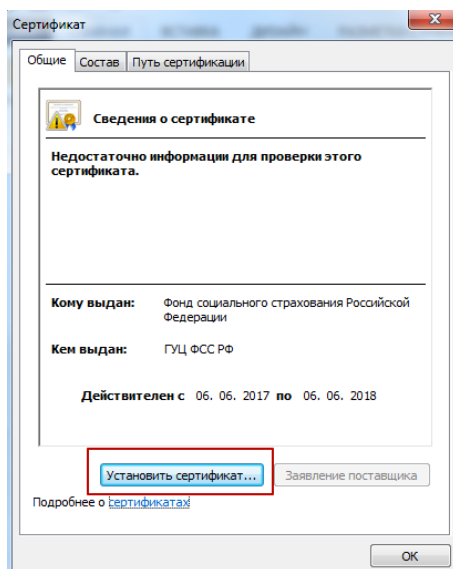 Сертификат
Общие Состав Путь сертификации
Сведения о сертификате
Недостаточно информации для проверки этого
сертификата.
Кому выдан: Фонд социального страхования Российской
Федерации
Кем выдан: ГУЦ ФСС РФ
Действителен с 06. 06. 2017 по 06. 06. 2018
Установить сертификат... Заявление поставщика
Подробнее о сертификатах
ОК